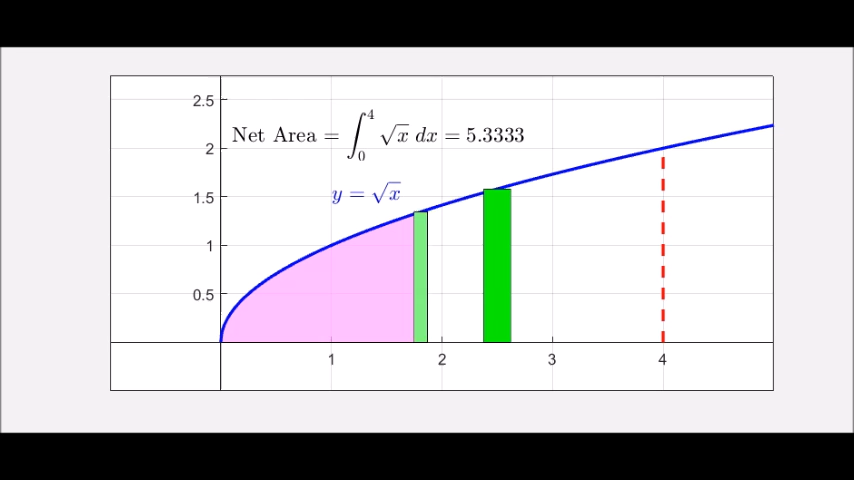 2.5
Net Area = ∫₀⁴ √x dx = 5.3333
2
y = √x
1.5
1
0.5
1 2 3 4